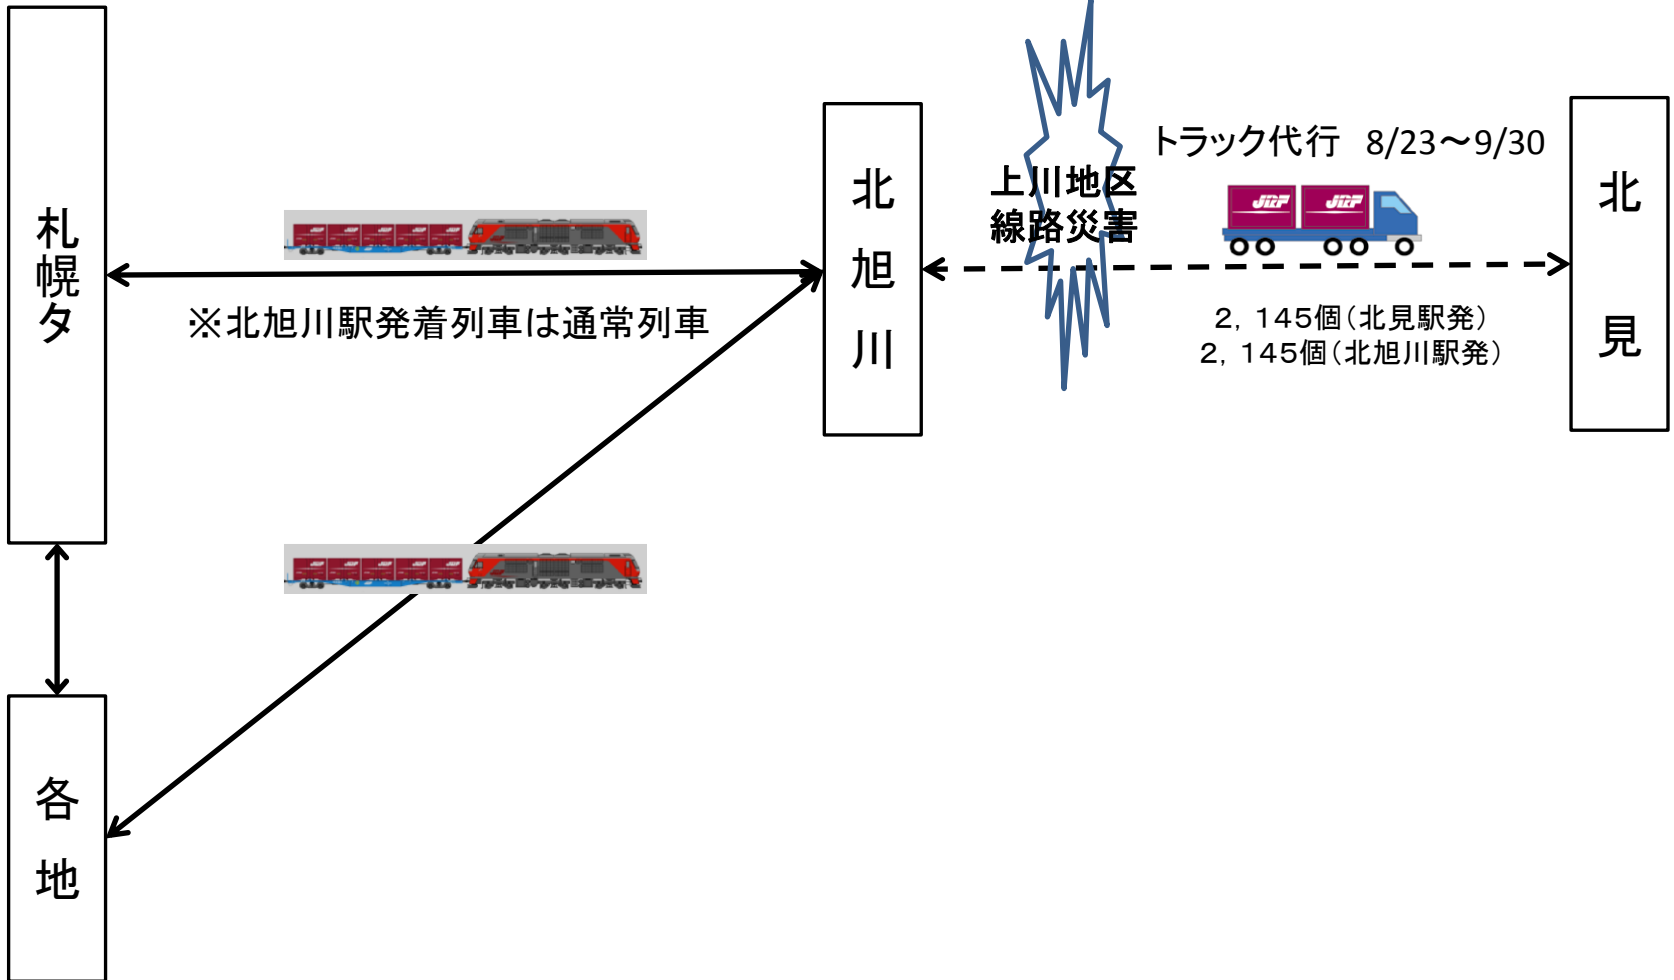 札幌タ
※北旭川駅発着列車は通常列車
各地
北旭川
上川地区
線路災害
トラック代行 8/23～9/30
JRF JRF
2，145個（北見駅発）
2，145個（北旭川駅発）
北見